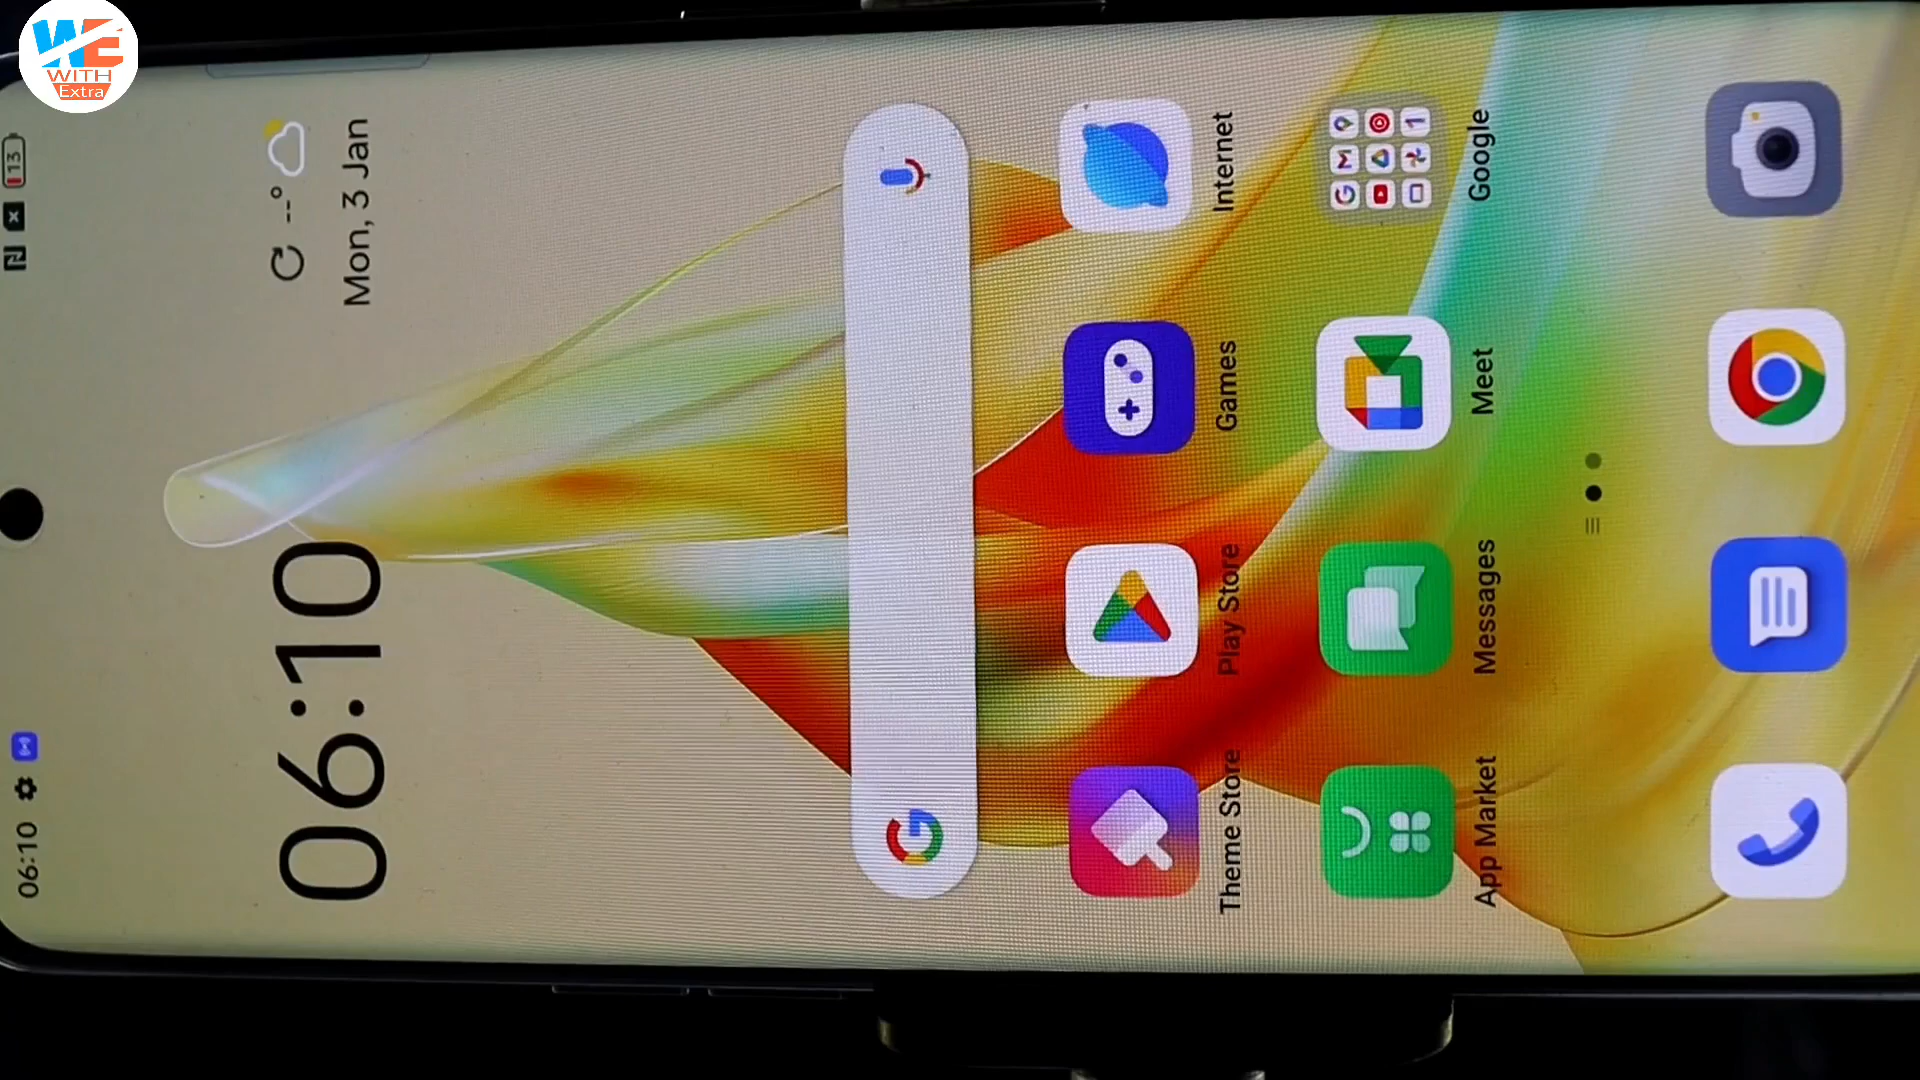 WE
WITH
Extra
06:10
13
06:10
--°
Mon, 3 Jan
Theme Store
Play Store
Games
Internet
App Market
Messages
Meet
Google